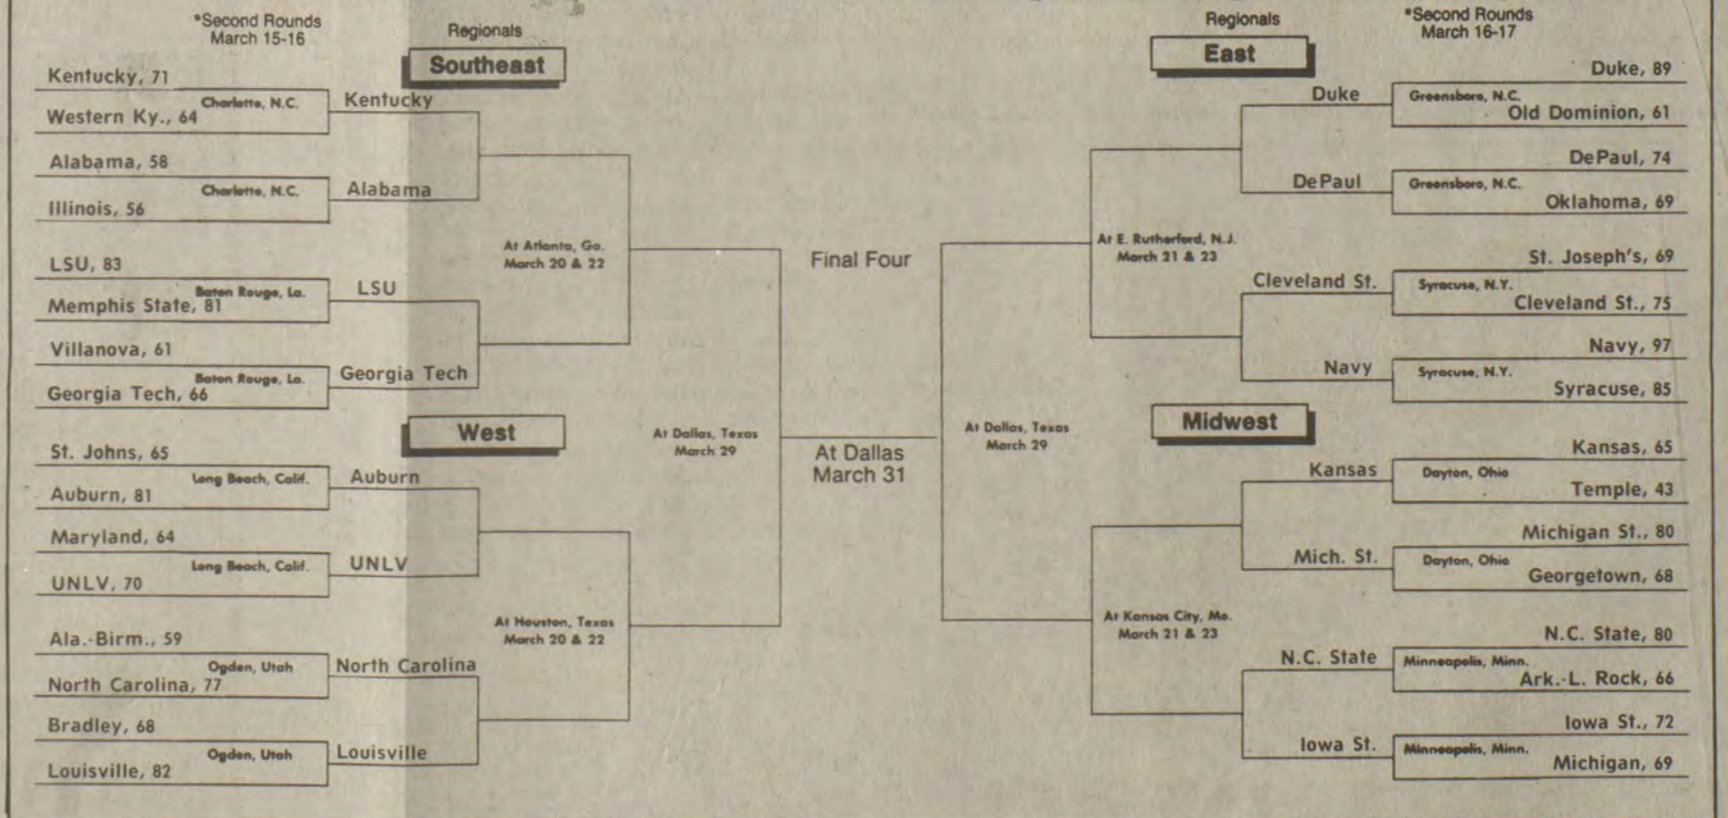 *Second Rounds
March 15-16
Regionals
Southeast
Kentucky, 71
Charlotte, N.C.
Kentucky
Western Ky., 64
Alabama, 58
Charlotte, N.C.
Alabama
Illinois, 56
At Atlanta, Ga.
March 20 & 22
LSU, 83
Baton Rouge, La.
LSU
Memphis State, 81
Villanova, 61
Baton Rouge, La.
Georgia Tech
Georgia Tech, 66
West
St. Johns, 65
Long Beach, Calif.
Auburn
Auburn, 81
Maryland, 64
Long Beach, Calif.
UNLV
UNLV, 70
At Houston, Texas
March 20 & 22
Ala.-Birm., 59
Ogden, Utah
North Carolina
North Carolina, 77
Bradley, 68
Ogden, Utah
Louisville
Louisville, 82
At Dallas, Texas
March 29
Final Four
At Dallas
March 31
At Dallas, Texas
March 29
Regionals
*Second Rounds
March 16-17
East
Duke, 89
Duke
Greensboro, N.C.
Old Dominion, 61
DePaul, 74
DePaul
Greensboro, N.C.
Oklahoma, 69
At E. Rutherford, N.J.
March 21 & 23
St. Joseph's, 69
Cleveland St.
Syracuse, N.Y.
Cleveland St., 75
Navy, 97
Navy
Syracuse, N.Y.
Syracuse, 85
Midwest
Kansas, 65
Kansas
Dayton, Ohio
Temple, 43
Michigan St., 80
Mich. St.
Dayton, Ohio
Georgetown, 68
At Kansas City, Mo.
March 21 & 23
N.C. State, 80
N.C. State
Minneapolis, Minn.
Ark.-L. Rock, 66
Iowa St., 72
Iowa St.
Minneapolis, Minn.
Michigan, 69